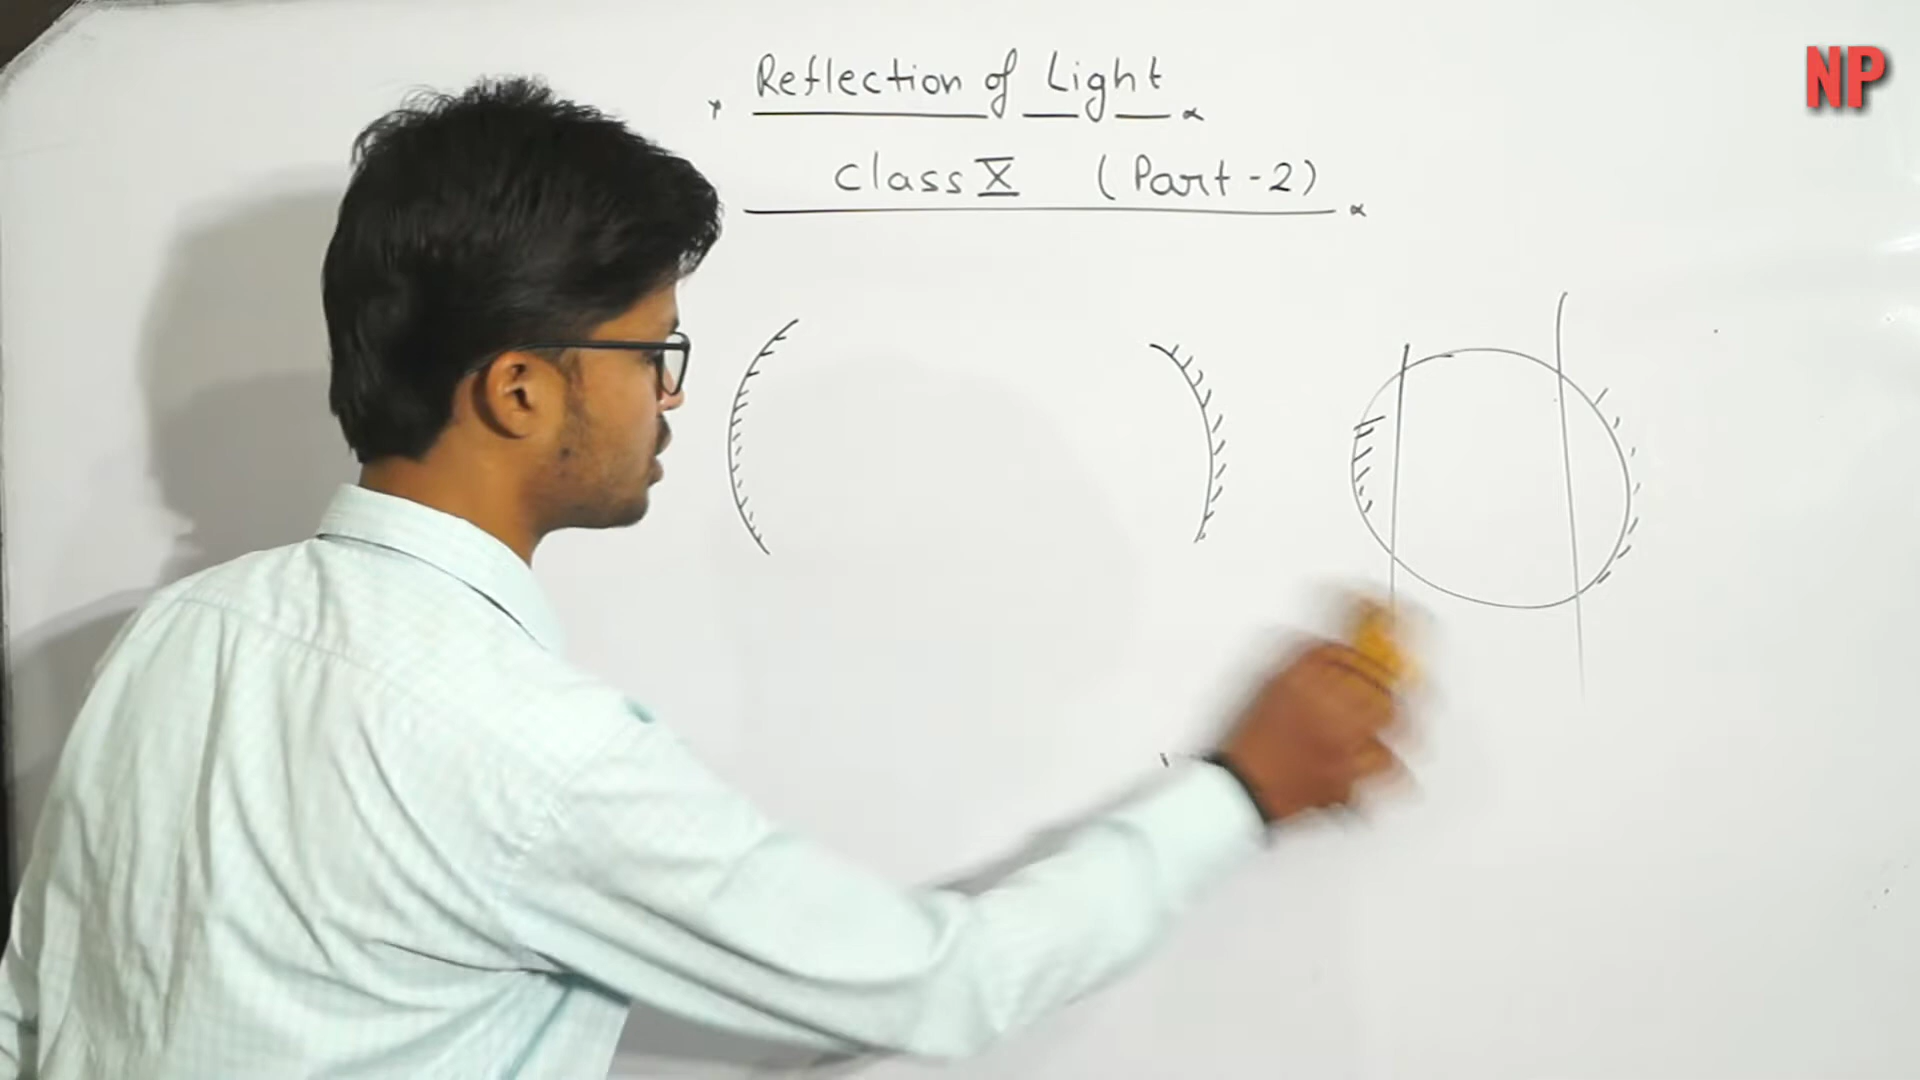 Reflection of Light
Class X (Part-2)
NP